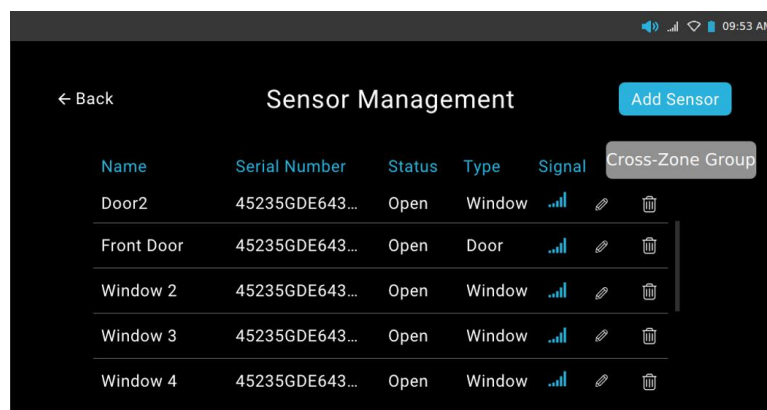 09:53 AM
← Back
Sensor Management
Add Sensor
Name Serial Number Status Type Signal
Cross-Zone Group
Door2 45235GDE643... Open Window
Front Door 45235GDE643... Open Door
Window 2 45235GDE643... Open Window
Window 3 45235GDE643... Open Window
Window 4 45235GDE643... Open Window